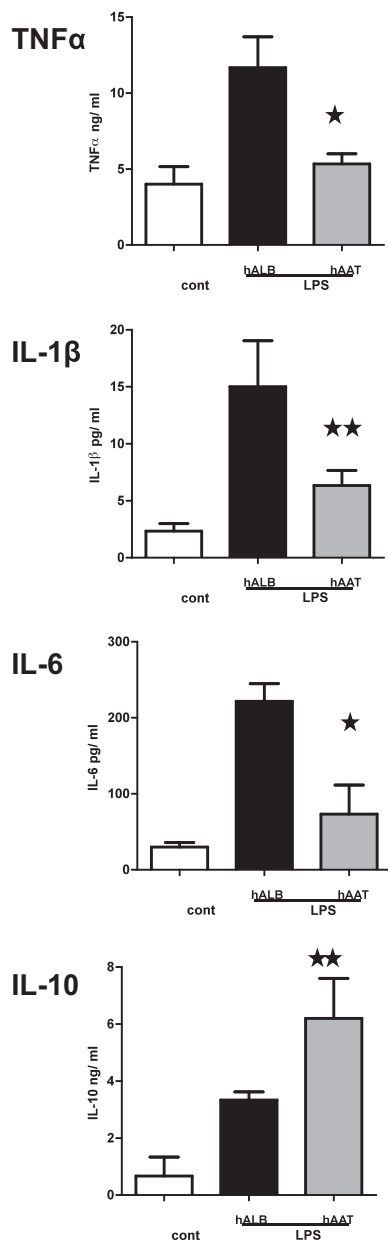 TNFα
TNFα ng/ ml
15
10
5
0
hALB hAAT
cont LPS
IL-1β
IL-1β pg/ ml
20
15
10
5
0
hALB hAAT
cont LPS
IL-6
IL-6 pg/ ml
300
200
100
0
hALB hAAT
cont LPS
IL-10
IL-10 ng/ ml
8
6
4
2
0
hALB hAAT
cont LPS